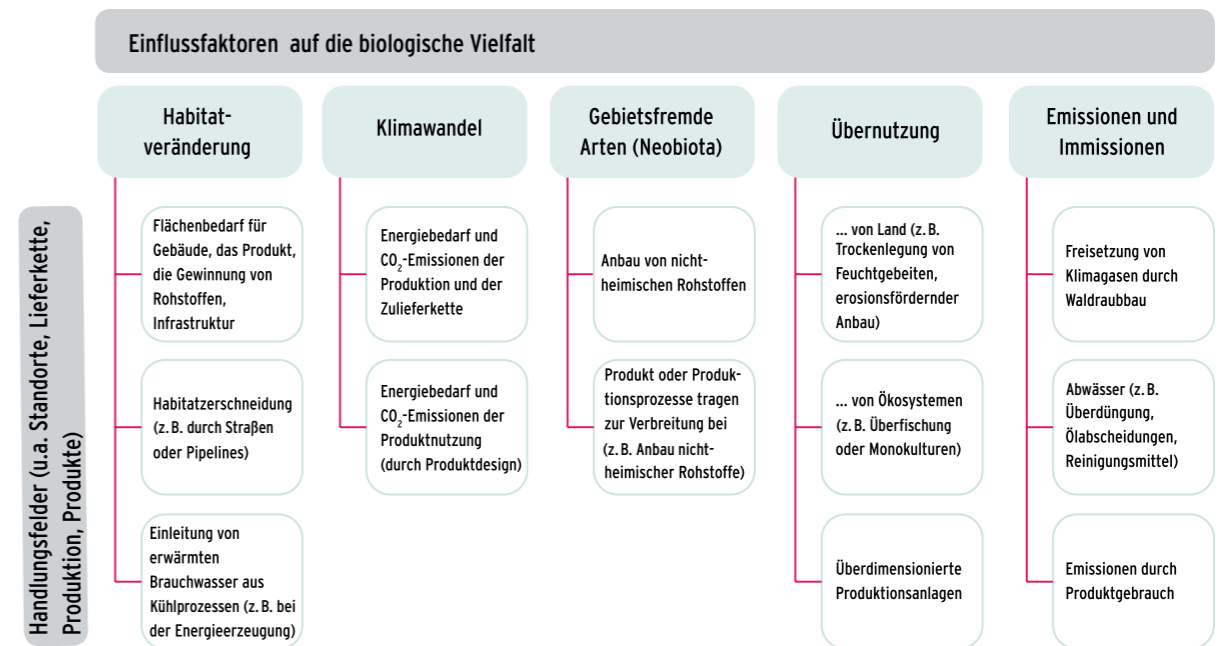 Einflussfaktoren auf die biologische Vielfalt
Handlungsfelder (u.a. Standorte, Lieferkette,
Produktion, Produkte)
Habitat-
veränderung
Flächenbedarf für
Gebäude, das Produkt,
die Gewinnung von
Rohstoffen,
Infrastruktur
Habitatzerschneidung
(z. B. durch Straßen
oder Pipelines)
Einleitung von
erwärmten
Brauchwasser aus
Kühlprozessen (z. B. bei
der Energieerzeugung)
Klimawandel
Energiebedarf und
CO₂-Emissionen der
Produktion und der
Zulieferkette
Energiebedarf und
CO₂-Emissionen der
Produktnutzung
(durch Produktdesign)
Gebietsfremde
Arten (Neobiota)
Anbau von nicht-
heimischen Rohstoffen
Produkt oder Produk-
tionsprozesse tragen
zur Verbreitung bei
(z. B. Anbau nicht-
heimischer Rohstoffe)
Übernutzung
... von Land (z. B.
Trockenlegung von
Feuchtgebeiten,
erosionsfördernder
Anbau)
... von Ökosystemen
(z. B. Überfischung
oder Monokulturen)
Überdimensionierte
Produktionsanlagen
Emissionen und
Immissionen
Freisetzung von
Klimagasen durch
Waldraubbau
Abwässer (z. B.
Überdüngung,
Ölabscheidungen,
Reinigungsmittel)
Emissionen durch
Produktgebrauch